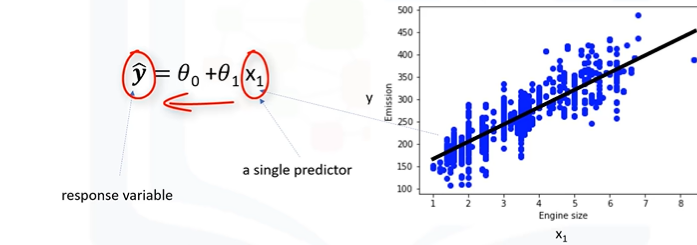 ŷ = θ0 +θ1 x1
a single predictor
response variable
y
Emission
500
450
400
350
300
250
200
150
100
1 2 3 4 5 6 7 8
Engine size
x1